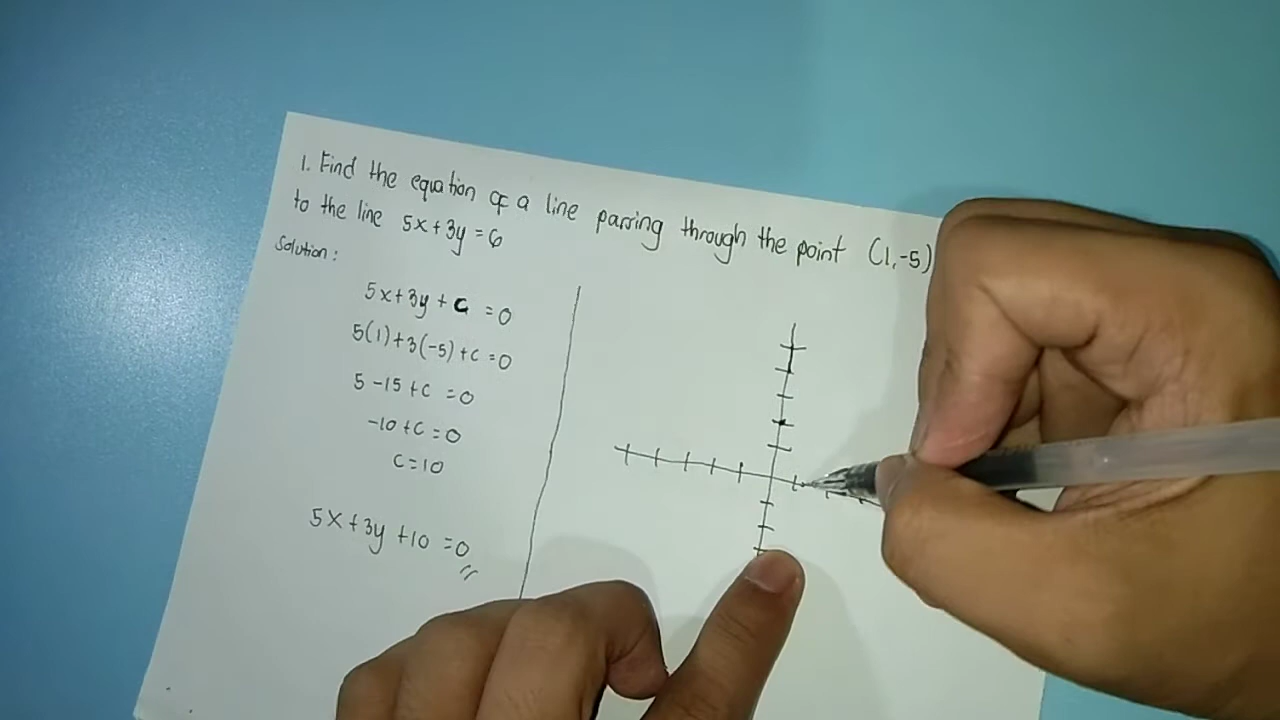 1. Find the equation of a line passing through the point (1,-5)
to the line 5x+3y=6
Solution:
5x+3y+C=0
5(1)+3(-5)+C=0
5-15+C=0
-10+C=0
C=10
5x+3y+10=0